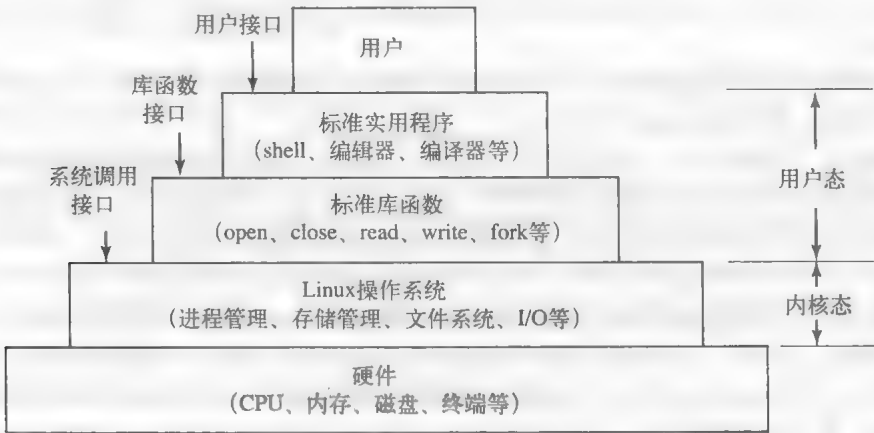 用户接口
用户
库函数
接口
标准实用程序
(shell、编辑器、编译器等)
系统调用
接口
标准库函数
(open、close、read、write、fork等)
用户态
Linux操作系统
(进程管理、存储管理、文件系统、I/O等)
内核态
硬件
(CPU、内存、磁盘、终端等)